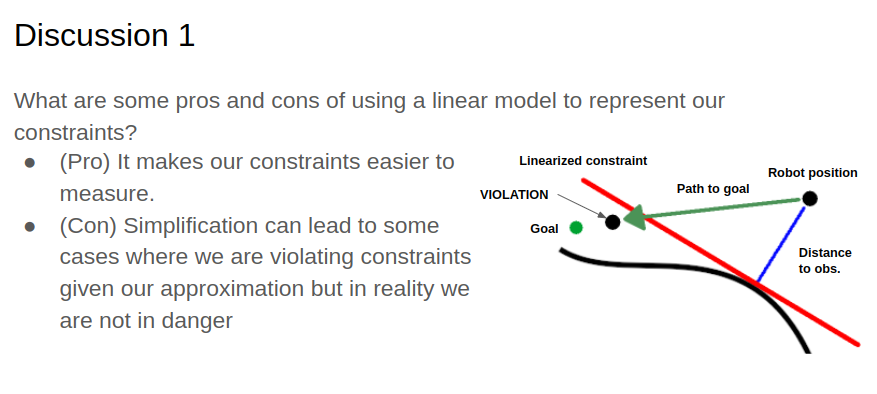 Discussion 1
What are some pros and cons of using a linear model to represent our
constraints?
● (Pro) It makes our constraints easier to
measure.
● (Con) Simplification can lead to some
cases where we are violating constraints
given our approximation but in reality we
are not in danger
Linearized constraint
Robot position
VIOLATION
Path to goal
Goal
Distance
to obs.